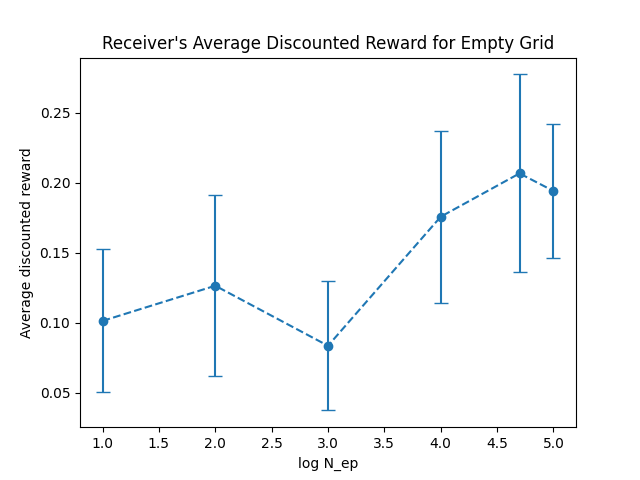 Receiver's Average Discounted Reward for Empty Grid
Average discounted reward
0.25
0.20
0.15
0.10
0.05
1.0 1.5 2.0 2.5 3.0 3.5 4.0 4.5 5.0
log N_ep